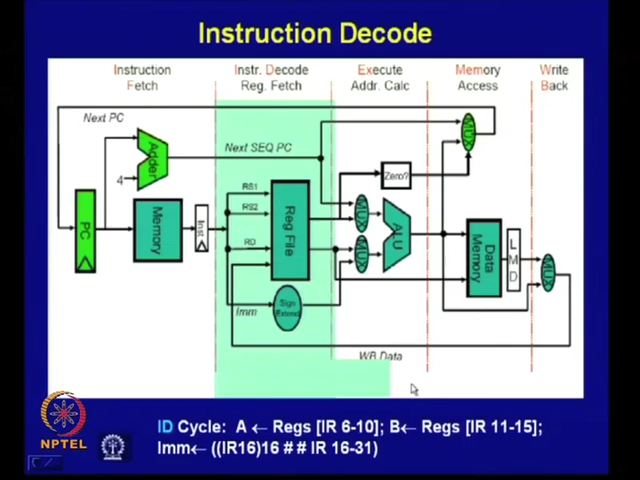 Instruction Decode
Instruction
Fetch
Instr. Decode
Reg. Fetch
Execute
Addr. Calc
Memory
Access
Write
Back
Next PC
Next SEQ PC
MUX
Adder
4
Zero?
RS1
RS2
RD
PC
Memory
Inst
Reg File
MUX
MUX
ALU
Data
Memory
L
M
D
MUX
Imm
Sign
Extend
WB Data
ID Cycle: A ← Regs [IR 6-10]; B← Regs [IR 11-15];
Imm← ((IR16)16 # # IR 16-31)
NPTEL